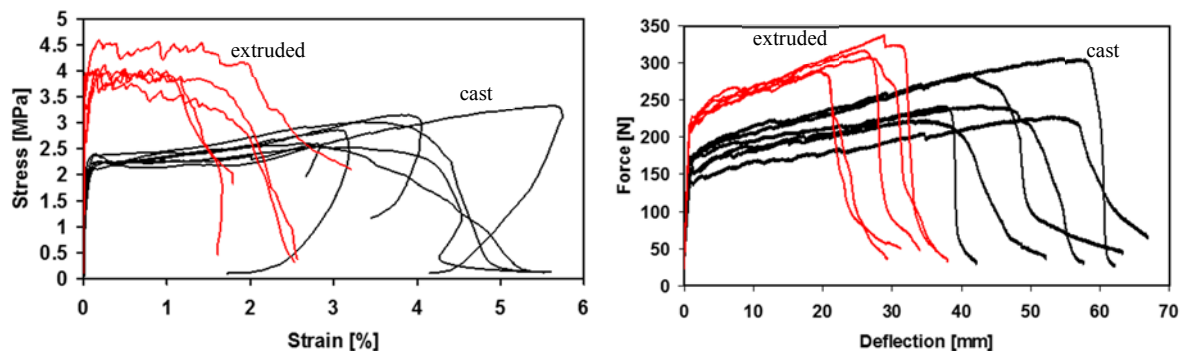 5
4.5
4
3.5
3
2.5
2
1.5
1
0.5
0
Stress [MPa]
extruded
cast
0 1 2 3 4 5 6
Strain [%]
350
300
250
200
150
100
50
0
Force [N]
extruded
cast
0 10 20 30 40 50 60 70
Deflection [mm]